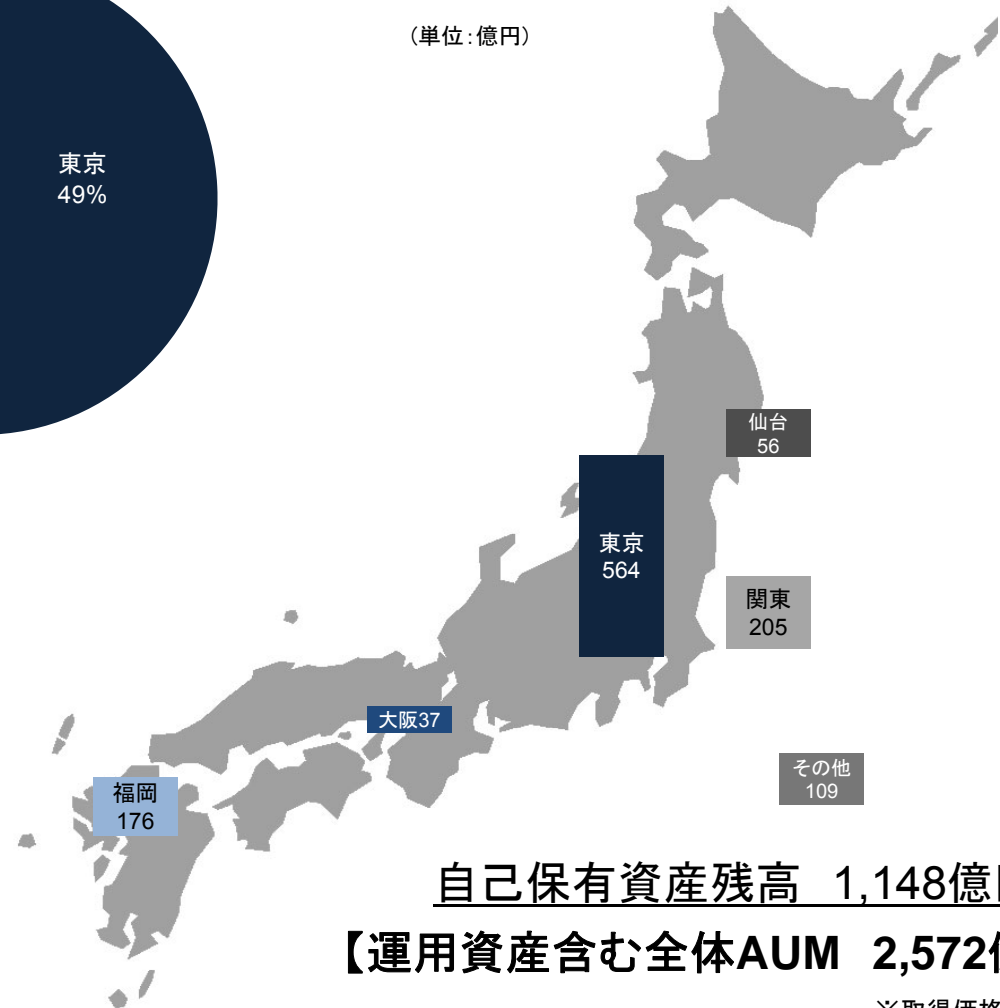 （単位：億円）
東京
49%
仙台
56
東京
564
関東
205
大阪37
その他
109
福岡
176
自己保有資産残高　1,148億
【運用資産含む全体AUM　2,572
※取得価格